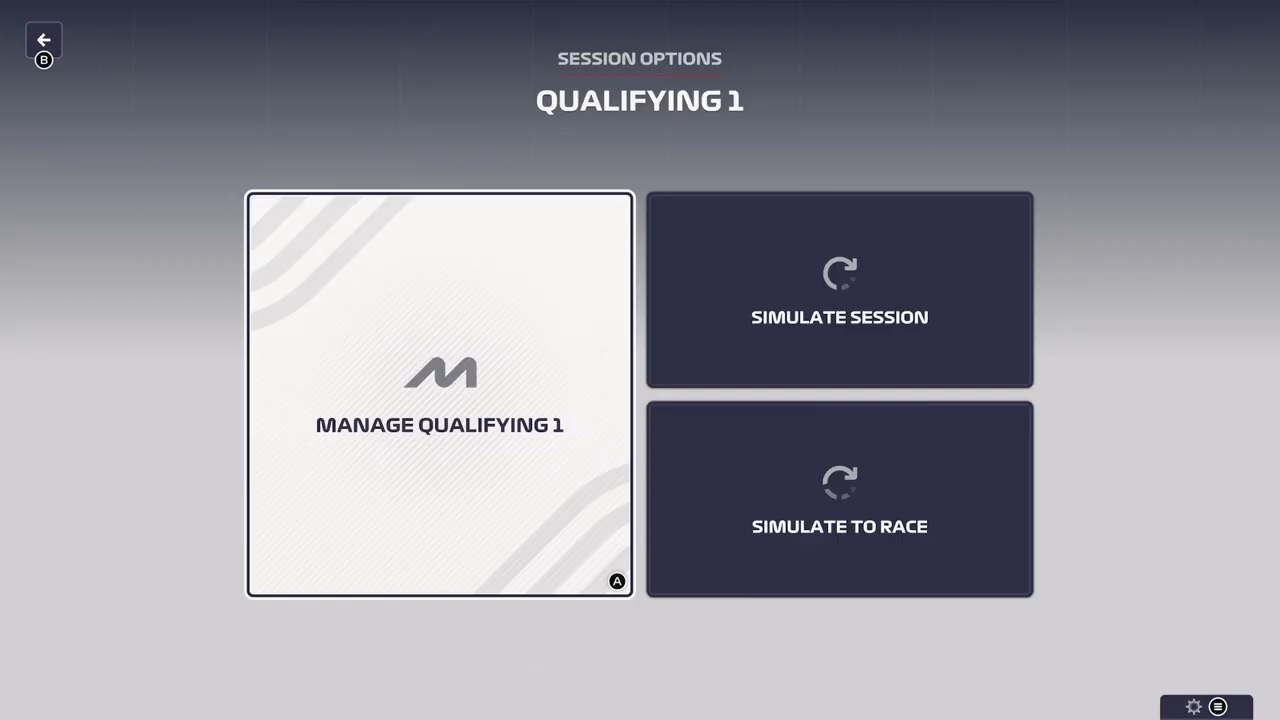 B
SESSION OPTIONS
QUALIFYING 1
MANAGE QUALIFYING 1
A
SIMULATE SESSION
SIMULATE TO RACE